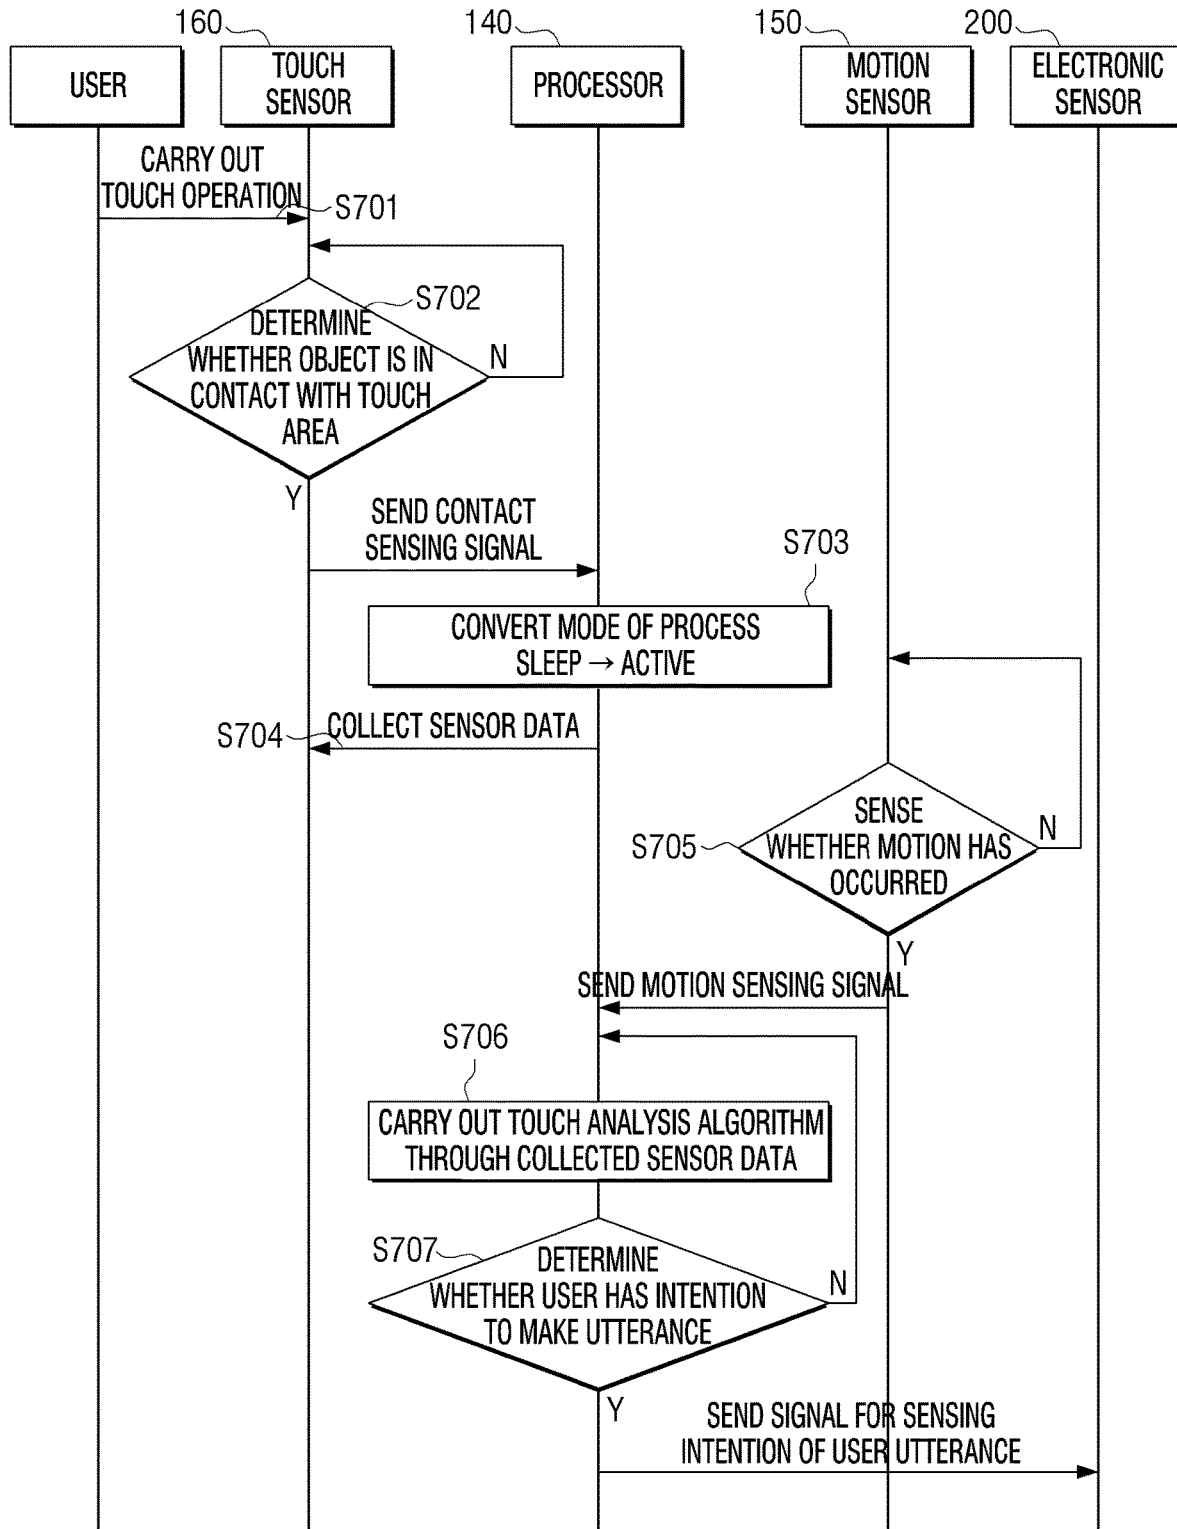 160
140
150
200
USER
TOUCH
SENSOR
PROCESSOR
MOTION
SENSOR
ELECTRONIC
SENSOR
CARRY OUT
TOUCH OPERATION
S701
S702
DETERMINE
WHETHER OBJECT IS IN
CONTACT WITH TOUCH
AREA
N
Y
SEND CONTACT
SENSING SIGNAL
S703
CONVERT MODE OF PROCESS
SLEEP → ACTIVE
S704
COLLECT SENSOR DATA
S705
SENSE
WHETHER MOTION HAS
OCCURRED
N
Y
SEND MOTION SENSING SIGNAL
S706
CARRY OUT TOUCH ANALYSIS ALGORITHM
THROUGH COLLECTED SENSOR DATA
S707
DETERMINE
WHETHER USER HAS INTENTION
TO MAKE UTTERANCE
N
Y
SEND SIGNAL FOR SENSING
INTENTION OF USER UTTERANCE